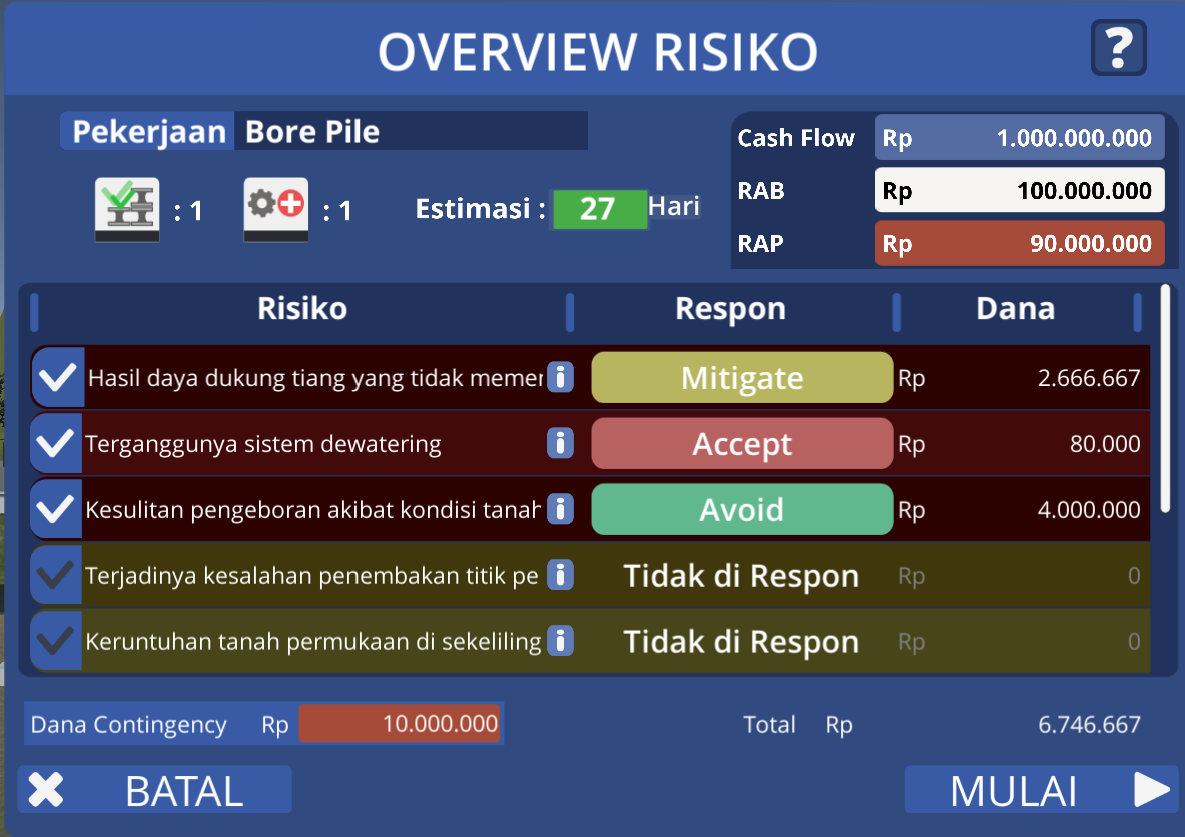 OVERVIEW RISIKO
?
Pekerjaan Bore Pile
: 1 : 1 Estimasi : 27 Hari
Cash Flow Rp 1.000.000.000
RAB Rp 100.000.000
RAP Rp 90.000.000
Risiko Respon Dana
Hasil daya dukung tiang yang tidak i Mitigate Rp 2.666.667
Terganggunya sistem dewatering i Accept Rp 80.000
Kesulitan pengeboran akibat kondisi tanah i Avoid Rp 4.000.000
Terjadinya kesalahan penembakan titik pe i Tidak di Respon Rp 0
Keruntuhan tanah permukaan di sekeliling i Tidak di Respon Rp 0
Dana Contingency Rp 10.000.000 Total Rp 6.746.667
BATAL MULAI